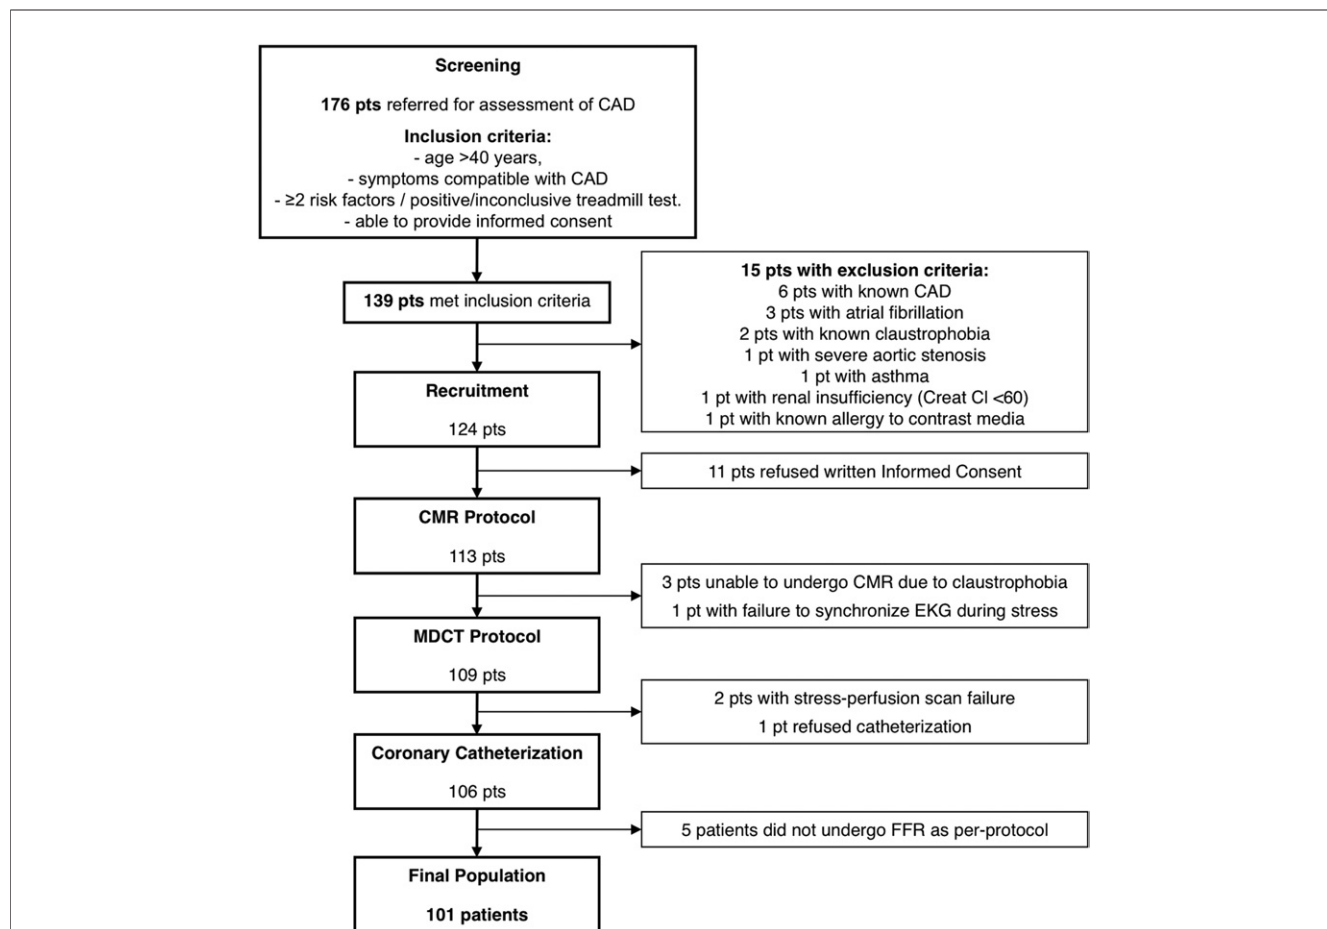 Screening
176 pts referred for assessment of CAD
Inclusion criteria:
- age >40 years,
- symptoms compatible with CAD
- ≥2 risk factors / positive/inconclusive treadmill test.
- able to provide informed consent
139 pts met inclusion criteria
15 pts with exclusion criteria:
6 pts with known CAD
3 pts with atrial fibrillation
2 pts with known claustrophobia
1 pt with severe aortic stenosis
1 pt with asthma
1 pt with renal insufficiency (Creat Cl <60)
1 pt with known allergy to contrast media
Recruitment
124 pts
11 pts refused written Informed Consent
CMR Protocol
113 pts
3 pts unable to undergo CMR due to claustrophobia
1 pt with failure to synchronize EKG during stress
MDCT Protocol
109 pts
2 pts with stress-perfusion scan failure
1 pt refused catheterization
Coronary Catheterization
106 pts
5 patients did not undergo FFR as per-protocol
Final Population
101 patients